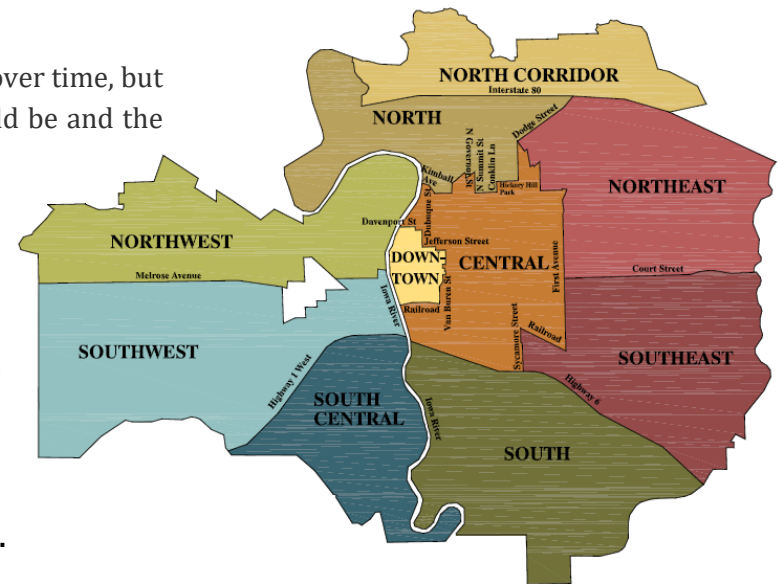 over time, but
ld be and the
NORTH CORRIDOR
Interstate 80
NORTH
Dodge Street
N Governor St
N Summit St
Conklin Ln
Kimball
Ave
Hickory Hill
Park
NORTHEAST
Dubuque St
Davenport St
Jefferson Street
NORTHWEST
DOWN-
TOWN
CENTRAL
First Avenue
Court Street
Melrose Avenue
Iowa River
Van Buren St
Railroad
Sycamore Street
Railroad
SOUTHWEST
SOUTHEAST
Highway 1 West
Highway 6
SOUTH
CENTRAL
Iowa River
SOUTH
.